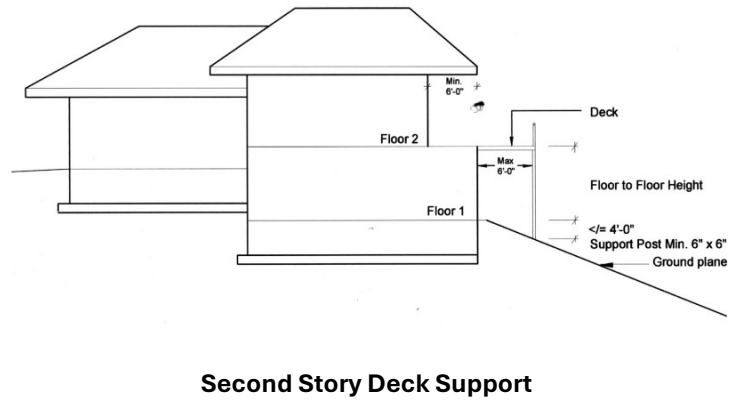 Min.
6'-0"
Deck
Floor 2
Max
6'-0"
Floor to Floor Height
Floor 1
</= 4'-0"
Support Post Min. 6" x 6"
Ground plane
Second Story Deck Support